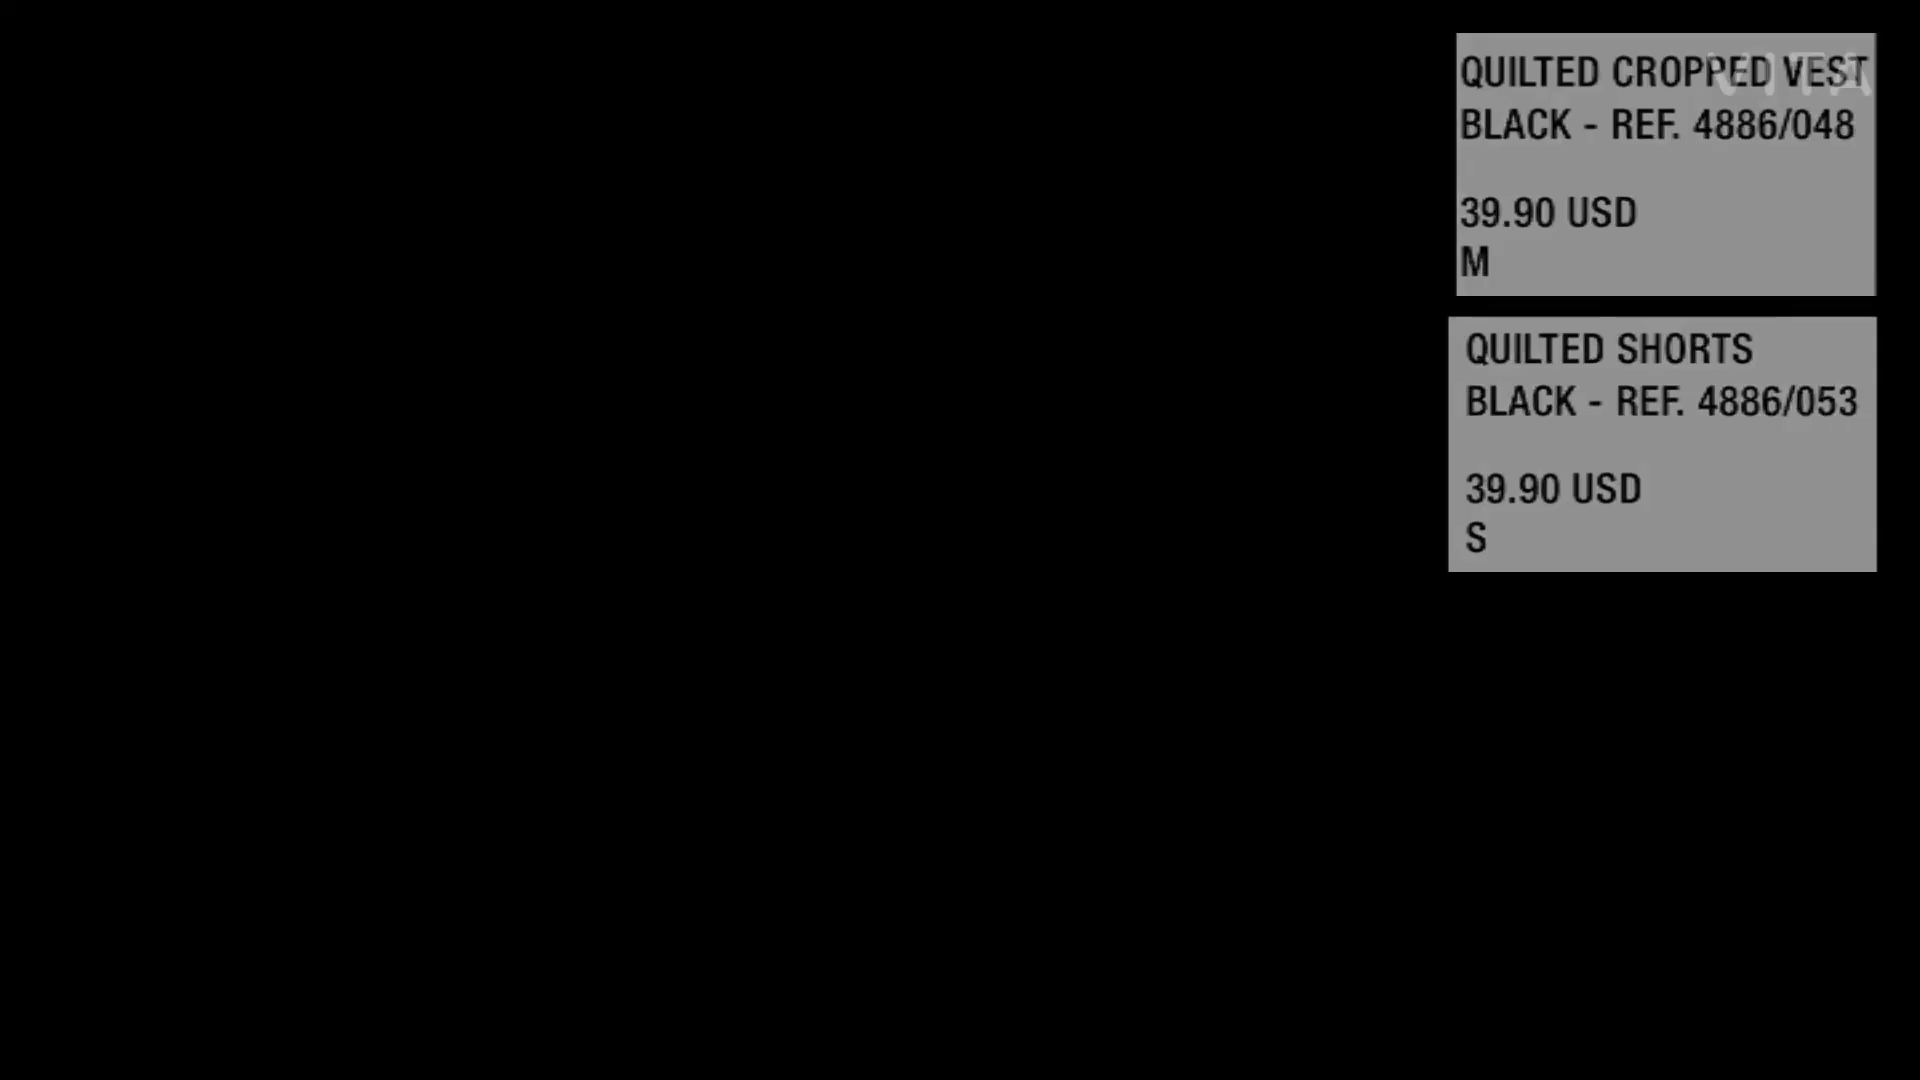 QUILTED CROPPED VEST
VITA
BLACK - REF. 4886/048
39.90 USD
M
QUILTED SHORTS
BLACK - REF. 4886/053
39.90 USD
S